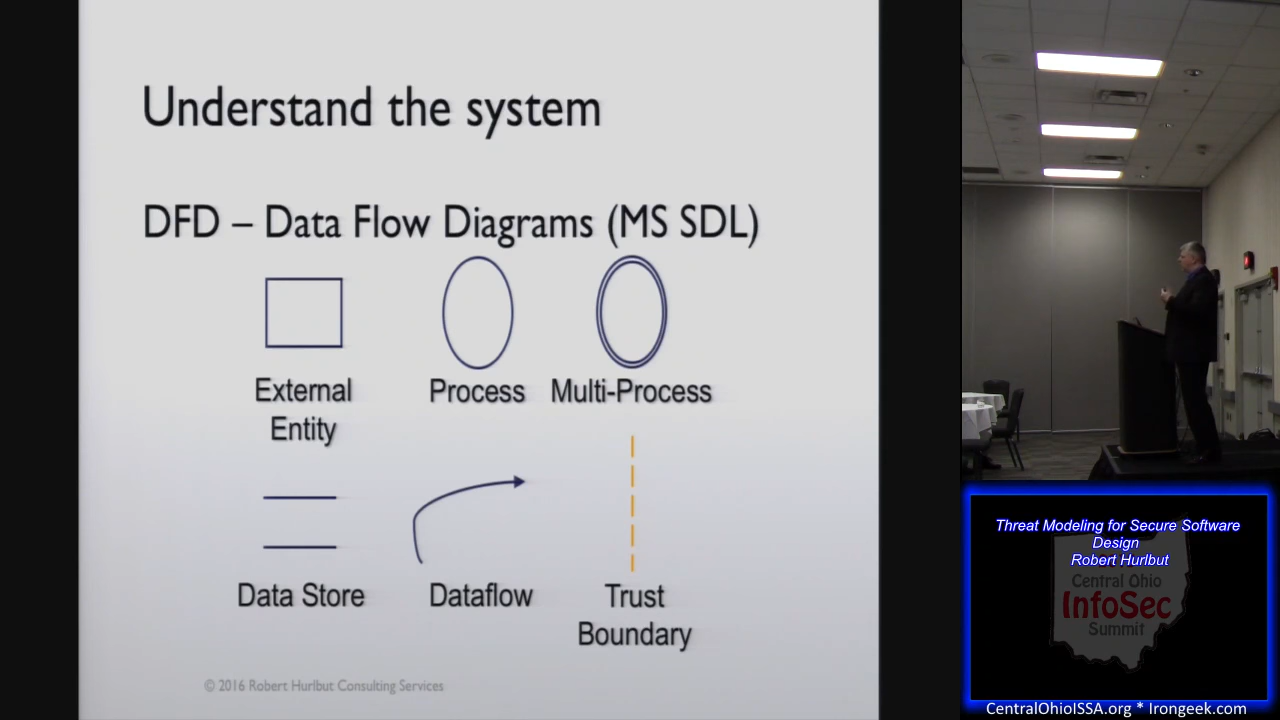 Understand the system
DFD – Data Flow Diagrams (MS SDL)
External
Entity
Process
Multi-Process
Data Store
Dataflow
Trust
Boundary
© 2016 Robert Hurlbut Consulting Services
Threat Modeling for Secure Software
Design
Robert Hurlbut
Central Ohio
InfoSec
Summit
CentralOhioISSA.org * Irongeek.com